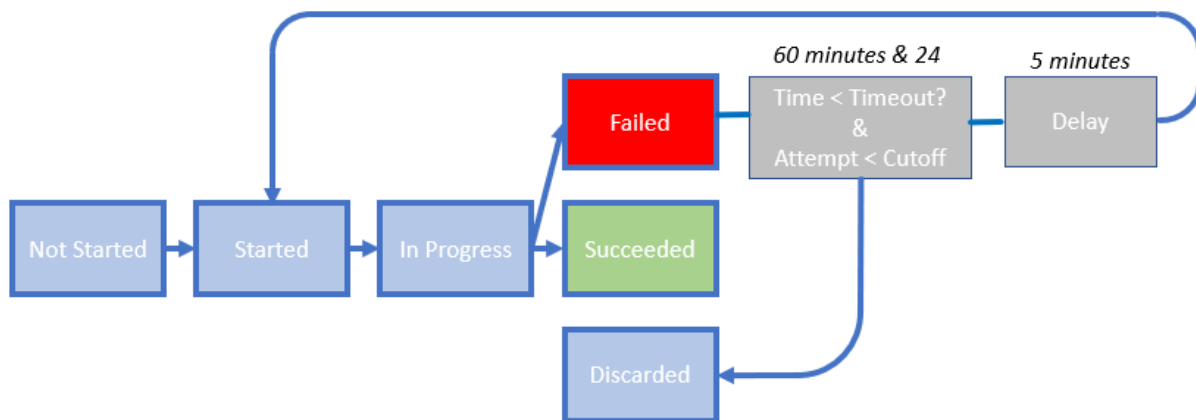 60 minutes & 24
5 minutes
Failed
Time < Timeout?
&
Attempt < Cutoff
Delay
Not Started
Started
In Progress
Succeeded
Discarded